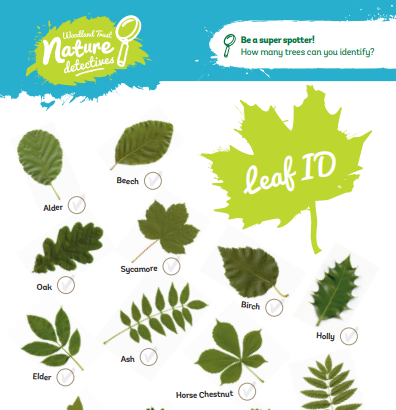 Woodland Trust
Nature
detectives
Be a super spotter!
How many trees can you identify?
Leaf ID
Beech
Alder
Sycamore
Oak
Birch
Holly
Ash
Elder
Horse Chestnut